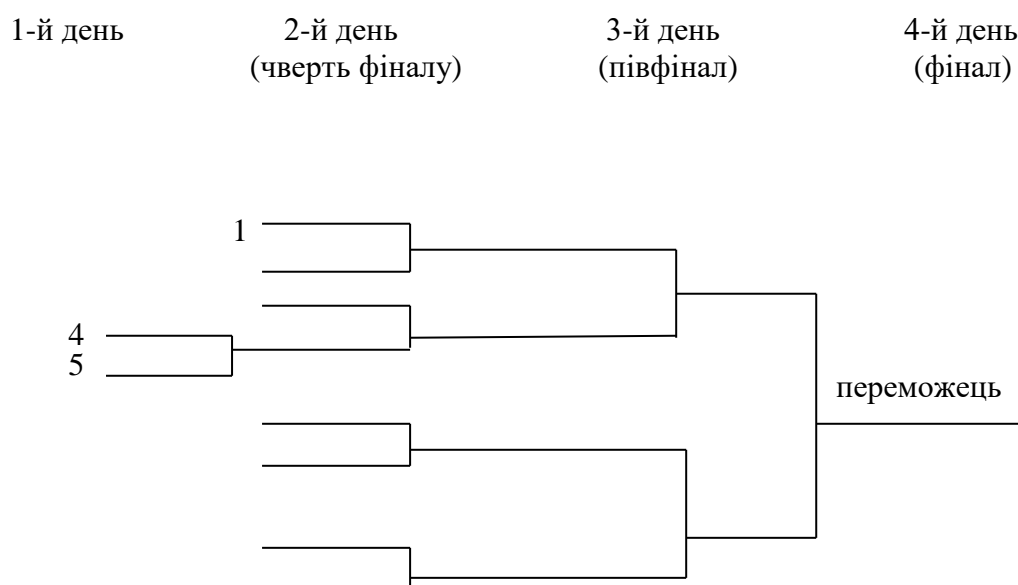 1-й день 2-й день 3-й день 4-й день
(чверть фіналу) (півфінал) (фінал)
1
4
5
переможець